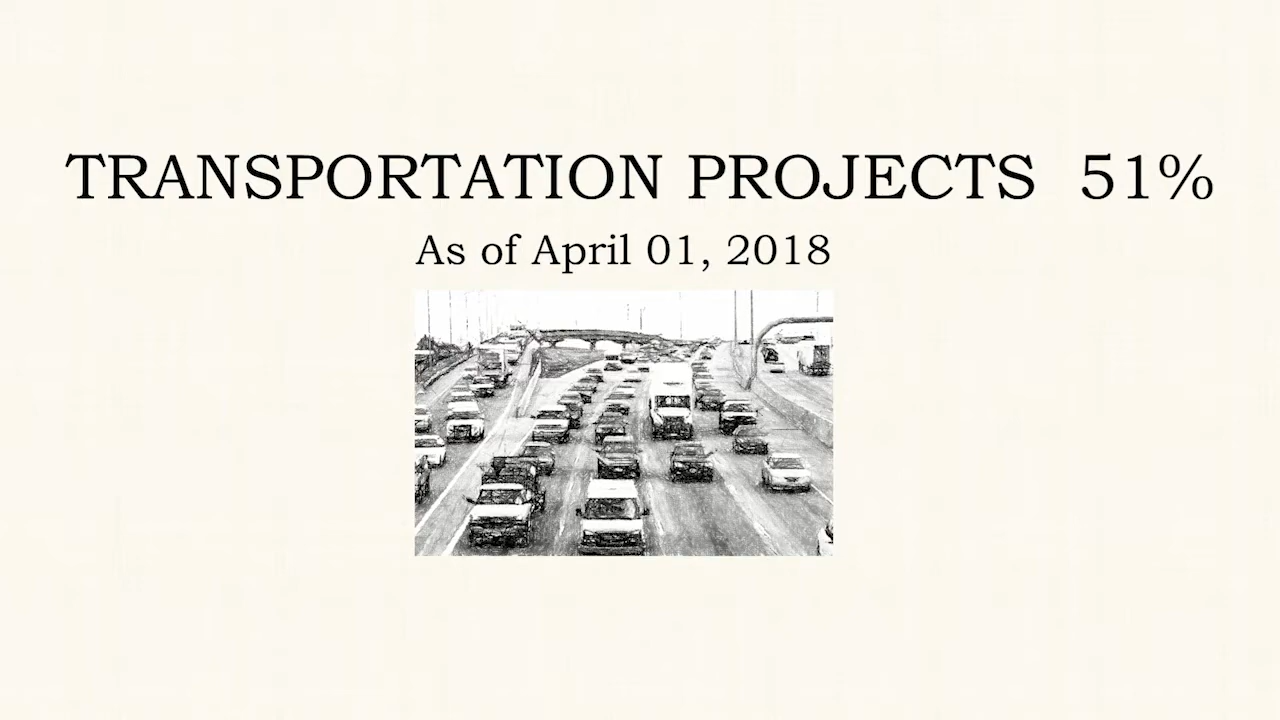 TRANSPORTATION PROJECTS 51%
As of April 01, 2018